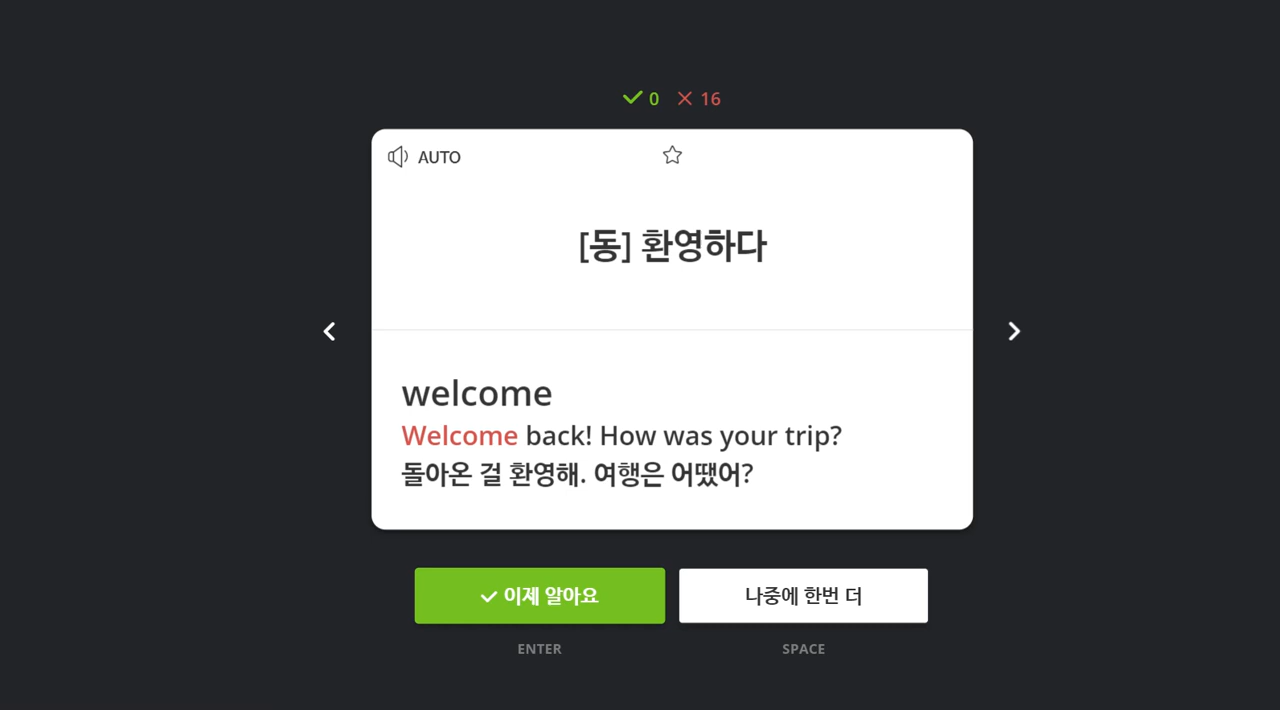 0 16
AUTO
[동] 환영하다
welcome
Welcome back! How was your trip?
돌아온 걸 환영해. 여행은 어땠어?
이제 알아요 나중에 한번 더
ENTER SPACE